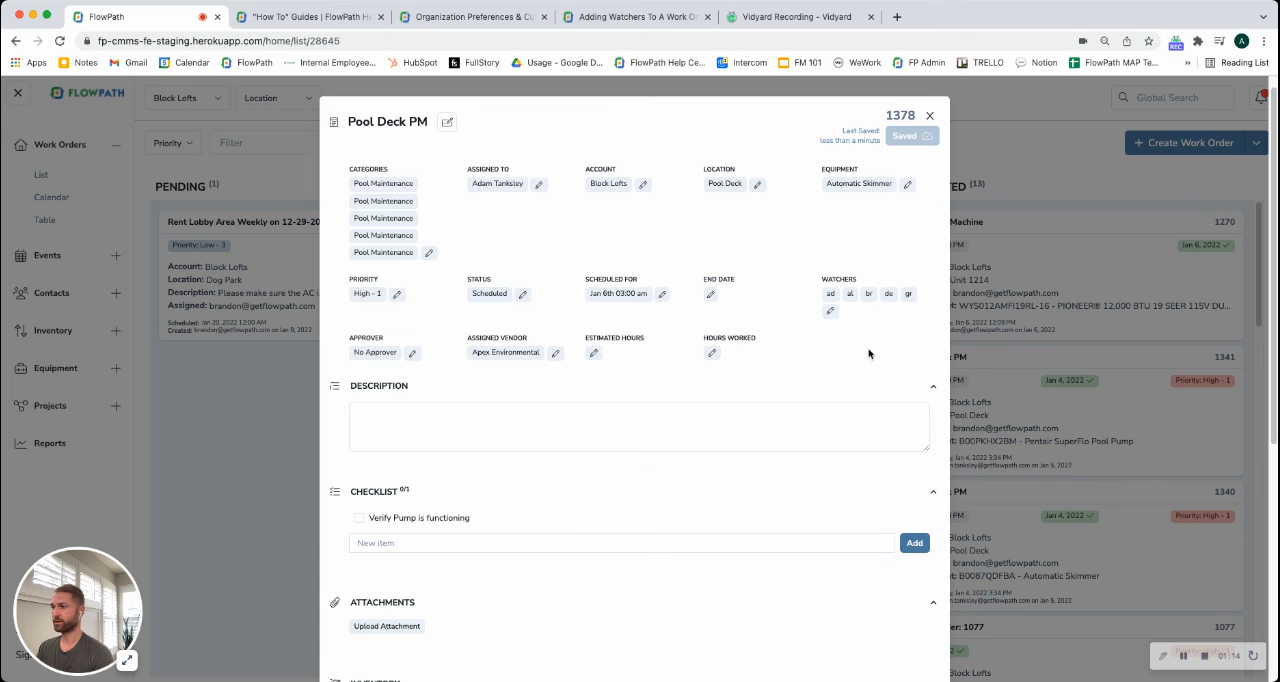 FlowPath
"How To" Guides | FlowPath He
Organization Preferences & Cu
Adding Watchers To A Work Or
Vidyard Recording - Vidyard
fp-cmms-fe-staging.herokuapp.com/home/list/28645
REC
A
Apps
Notes
Gmail
Calendar
FlowPath
Internal Employee...
HubSpot
FullStory
Usage - Google D...
FlowPath Help Ce...
Intercom
FM 101
WeWork
FP Admin
TRELLO
Notion
FlowPath MAP Te...
»
Reading List
FLOWPATH
Block Lofts
Location
Global Search
Work Orders
List
Calendar
Table
Events
Contacts
Inventory
Equipment
Projects
Reports
Priority
Filter
+ Create Work Order
PENDING (1)
Rent Lobby Area Weekly on 12-29-20
Priority: Low - 3
Account: Block Lofts
Location: Dog Park
Description: Please make sure the AC i
Assigned: brandon@getflowpath.com
Scheduled: Jan 20, 2022 12:00 AM
Created: brandon@getflowpath.com on Jan 9, 2022
Pool Deck PM
1378
Last Saved:
less than a minute
Saved
CATEGORIES
Pool Maintenance
Pool Maintenance
Pool Maintenance
Pool Maintenance
Pool Maintenance
ASSIGNED TO
Adam Tanksley
ACCOUNT
Block Lofts
LOCATION
Pool Deck
EQUIPMENT
Automatic Skimmer
PRIORITY
High - 1
STATUS
Scheduled
SCHEDULED FOR
Jan 6th 03:00 am
END DATE
WATCHERS
ad al br de gr
APPROVER
No Approver
ASSIGNED VENDOR
Apex Environmental
ESTIMATED HOURS
HOURS WORKED
DESCRIPTION
CHECKLIST 0/1
Verify Pump is functioning
New item
Add
ATTACHMENTS
Upload Attachment
TED (13)
Machine
1270
PM
Jan 6, 2022
Block Lofts
Unit 1214
brandon@getflowpath.com
t: WYS012AMFI19RL-16 - PIONEER® 12,000 BTU 19 SEER 115V DU...
Jan 6, 2022 12:09 PM
PM
1341
PM
Jan 4, 2022
Priority: High - 1
Block Lofts
Pool Deck
brandon@getflowpath.com
t: B00PKHX2BM - Pentair SuperFlo Pool Pump
Jan 4, 2022 3:34 PM
m.tanksley@getflowpath.com on Jan 5, 2022
PM
1340
PM
Jan 4, 2022
Priority: High - 1
Block Lofts
Pool Deck
brandon@getflowpath.com
t: B0087QDFBA - Automatic Skimmer
Jan 4, 2022 3:34 PM
m.tanksley@getflowpath.com on Jan 5, 2022
er: 1077
1077
Block Lofts
01:14